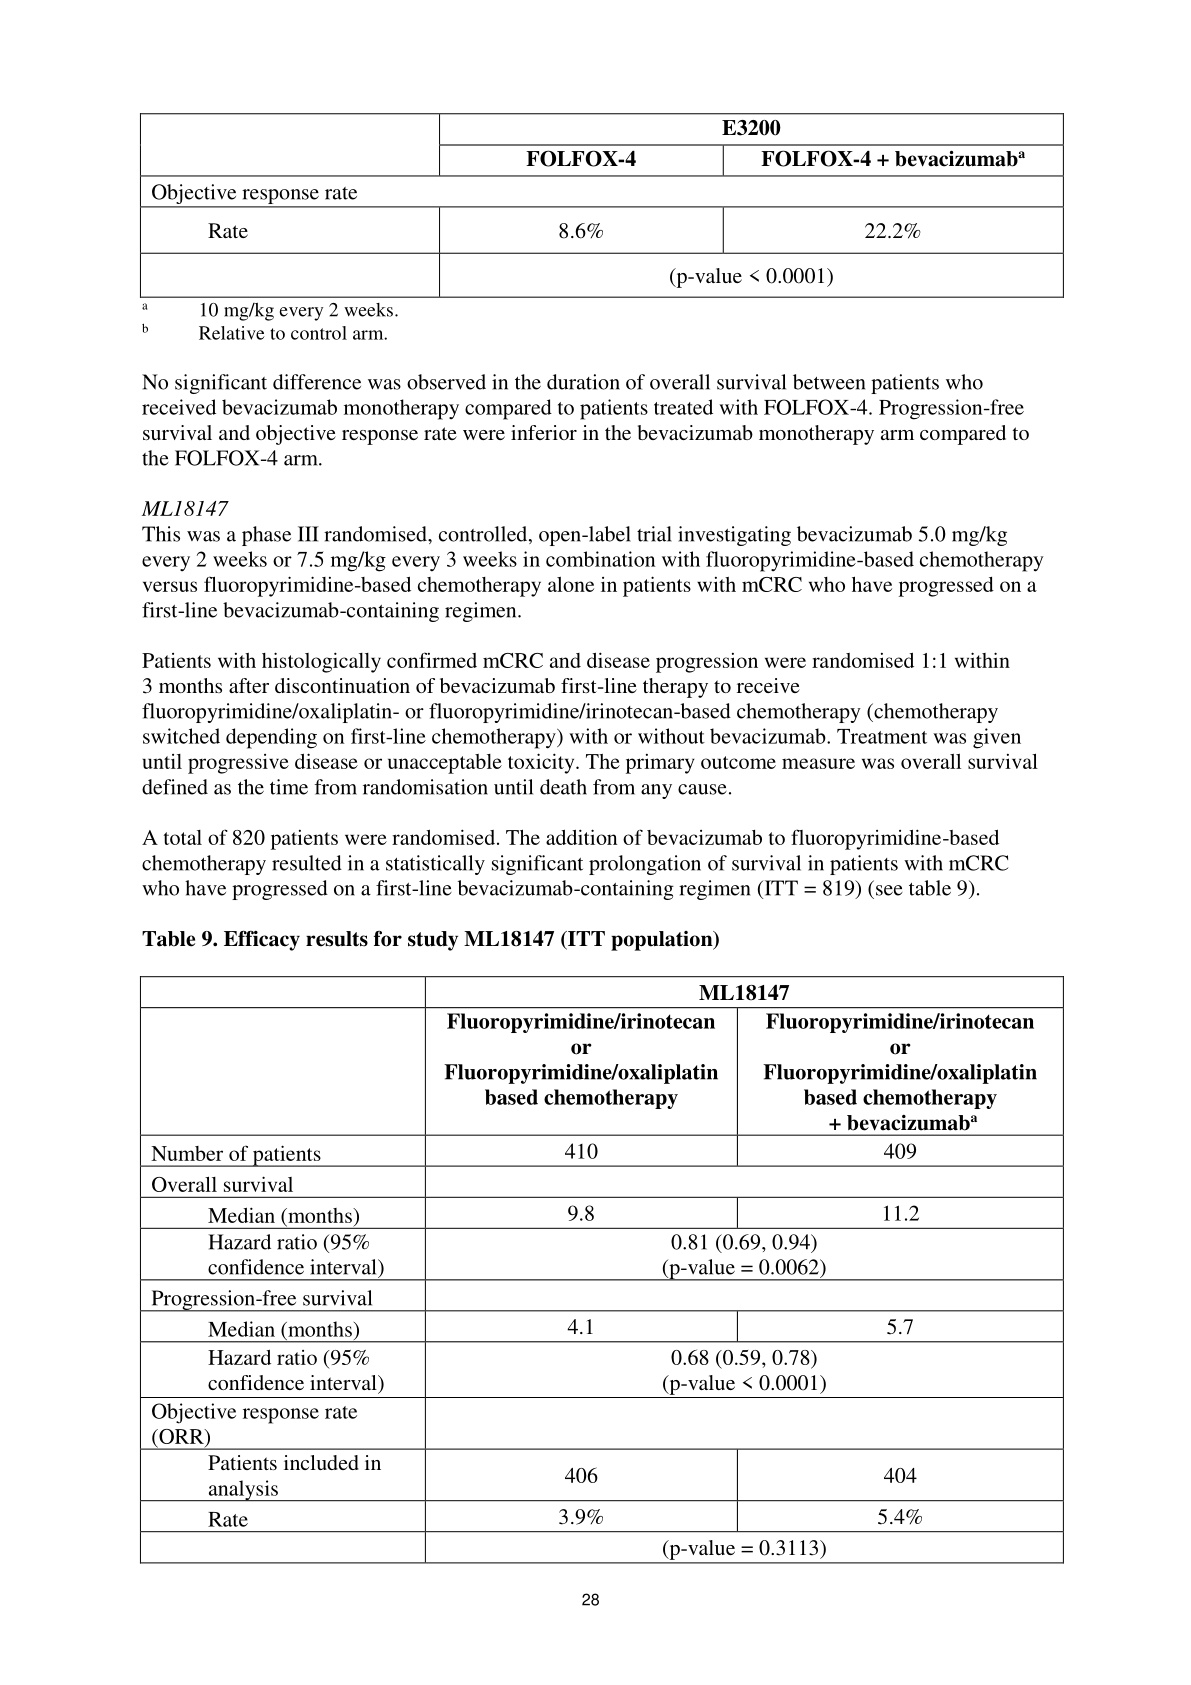 E3200
FOLFOX-4 FOLFOX-4 + bevacizumabᵃ
Objective response rate
Rate 8.6% 22.2%
(p-value < 0.0001)
ᵃ 10 mg/kg every 2 weeks.
ᵇ Relative to control arm.
No significant difference was observed in the duration of overall survival between patients who
received bevacizumab monotherapy compared to patients treated with FOLFOX-4. Progression-free
survival and objective response rate were inferior in the bevacizumab monotherapy arm compared to
the FOLFOX-4 arm.
ML18147
This was a phase III randomised, controlled, open-label trial investigating bevacizumab 5.0 mg/kg
every 2 weeks or 7.5 mg/kg every 3 weeks in combination with fluoropyrimidine-based chemotherapy
versus fluoropyrimidine-based chemotherapy alone in patients with mCRC who have progressed on a
first-line bevacizumab-containing regimen.
Patients with histologically confirmed mCRC and disease progression were randomised 1:1 within
3 months after discontinuation of bevacizumab first-line therapy to receive
fluoropyrimidine/oxaliplatin- or fluoropyrimidine/irinotecan-based chemotherapy (chemotherapy
switched depending on first-line chemotherapy) with or without bevacizumab. Treatment was given
until progressive disease or unacceptable toxicity. The primary outcome measure was overall survival
defined as the time from randomisation until death from any cause.
A total of 820 patients were randomised. The addition of bevacizumab to fluoropyrimidine-based
chemotherapy resulted in a statistically significant prolongation of survival in patients with mCRC
who have progressed on a first-line bevacizumab-containing regimen (ITT = 819) (see table 9).
Table 9. Efficacy results for study ML18147 (ITT population)
ML18147
Fluoropyrimidine/irinotecan Fluoropyrimidine/irinotecan
or or
Fluoropyrimidine/oxaliplatin Fluoropyrimidine/oxaliplatin
based chemotherapy based chemotherapy
+ bevacizumabᵃ
Number of patients 410 409
Overall survival
Median (months) 9.8 11.2
Hazard ratio (95% 0.81 (0.69, 0.94)
confidence interval) (p-value = 0.0062)
Progression-free survival
Median (months) 4.1 5.7
Hazard ratio (95% 0.68 (0.59, 0.78)
confidence interval) (p-value < 0.0001)
Objective response rate
(ORR)
Patients included in
analysis 406 404
Rate 3.9% 5.4%
(p-value = 0.3113)
28